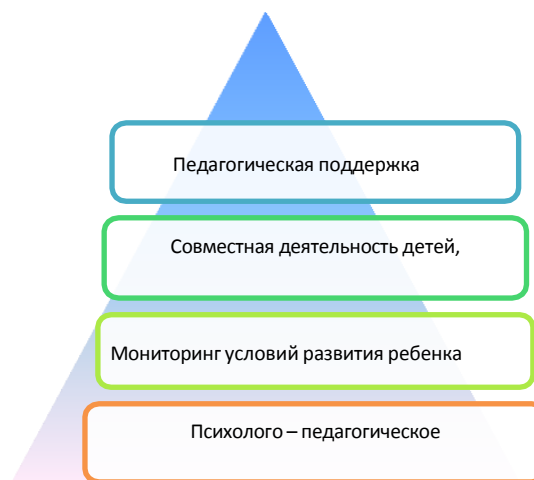 Педагогическая поддержка
Совместная деятельность детей,
Мониторинг условий развития ребенка
Психолого – педагогическое